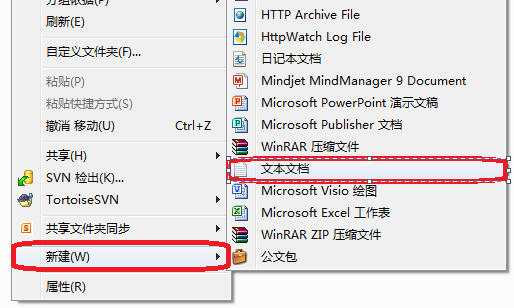 刷新(E)
自定义文件夹(F)...
粘贴(P)
粘贴快捷方式(S)
撤消 移动(U) Ctrl+Z
共享(H)
SVN 检出(K)...
TortoiseSVN
共享文件夹同步
新建(W)
属性(R)
HTTP Archive File
HttpWatch Log File
日记本文档
Mindjet MindManager 9 Document
Microsoft PowerPoint 演示文稿
Microsoft Publisher 文档
WinRAR 压缩文件
文本文档
Microsoft Visio 绘图
Microsoft Excel 工作表
WinRAR ZIP 压缩文件
公文包